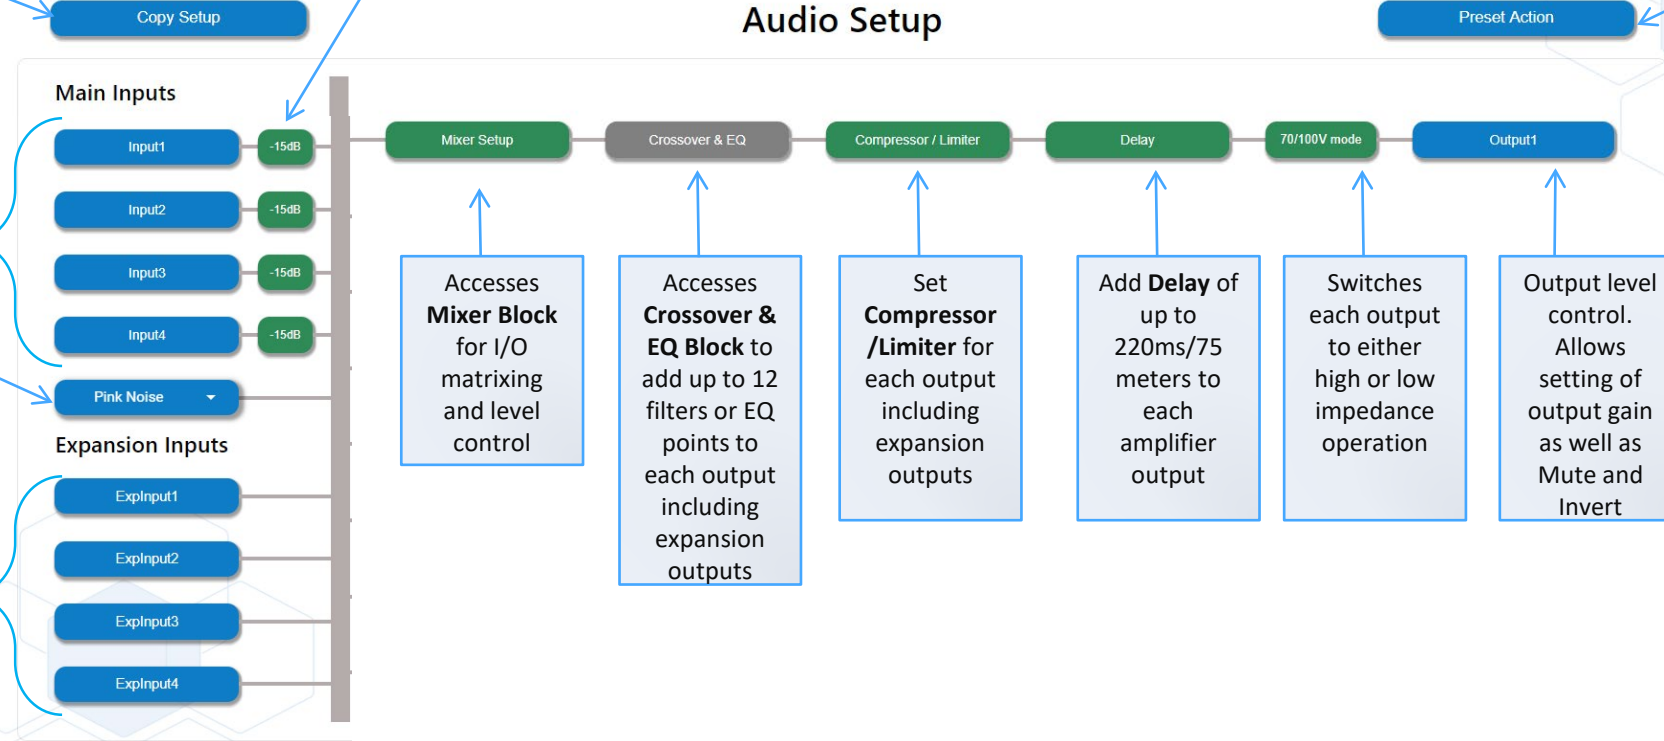 Copy Setup
Audio Setup
Preset Action
Main Inputs
Input1
-15dB
Mixer Setup
Crossover & EQ
Compressor / Limiter
Delay
70/100V mode
Output1
Input2
-15dB
Input3
-15dB
Input4
-15dB
Pink Noise
Expansion Inputs
ExpInput1
ExpInput2
ExpInput3
ExpInput4
Accesses
Mixer Block
for I/O
matrixing
and level
control
Accesses
Crossover &
EQ Block to
add up to 12
filters or EQ
points to
each output
including
expansion
outputs
Set
Compressor
/Limiter for
each output
including
expansion
outputs
Add Delay of
up to
220ms/75
meters to
each
amplifier
output
Switches
each output
to either
high or low
impedance
operation
Output level
control.
Allows
setting of
output gain
as well as
Mute and
Invert